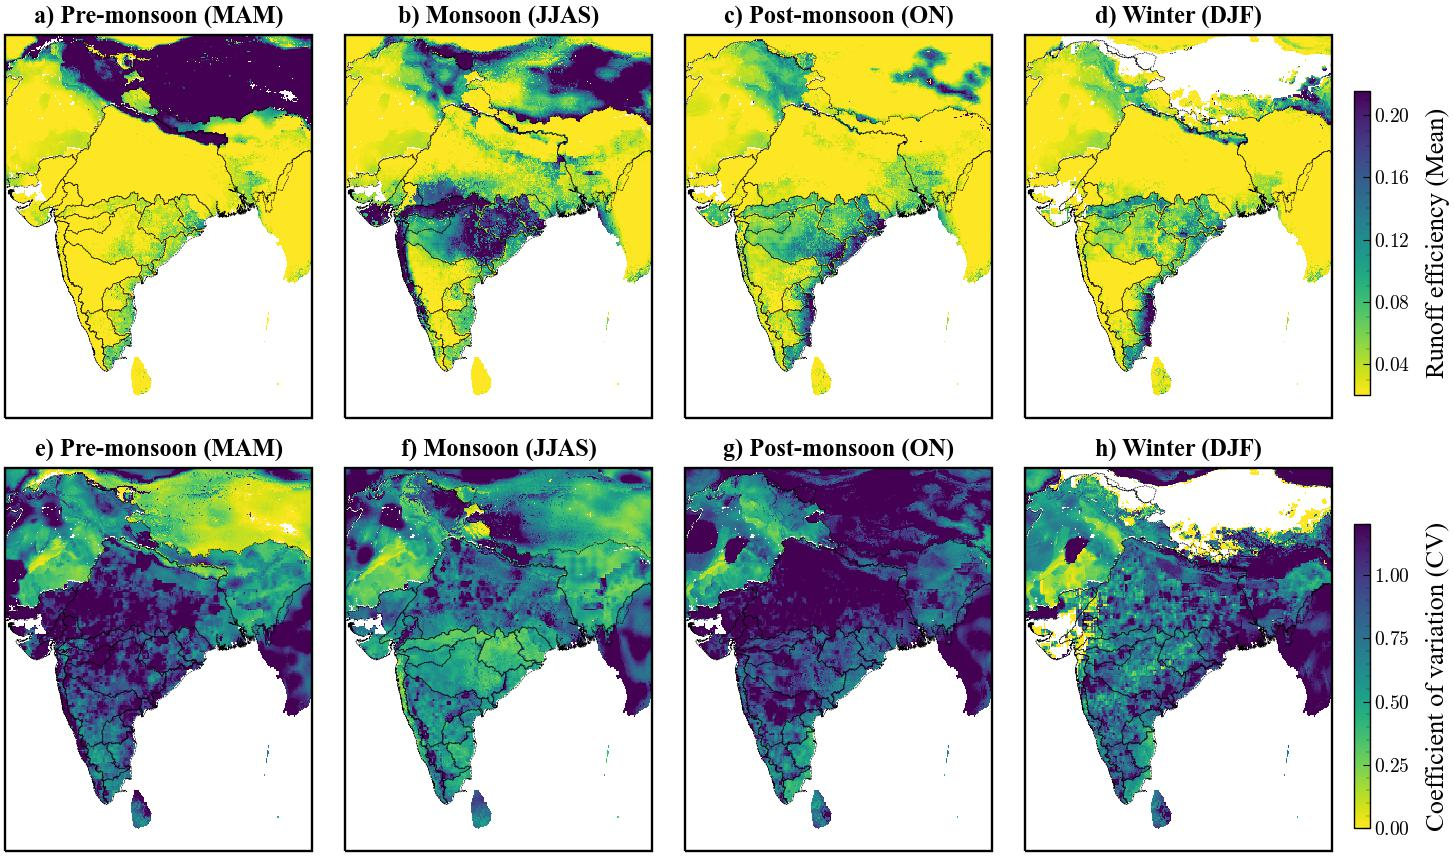 a) Pre-monsoon (MAM)
b) Monsoon (JJAS)
c) Post-monsoon (ON)
d) Winter (DJF)
0.20
0.16
0.12
0.08
0.04
Runoff efficiency (Mean)
e) Pre-monsoon (MAM)
f) Monsoon (JJAS)
g) Post-monsoon (ON)
h) Winter (DJF)
1.00
0.75
0.50
0.25
0.00
Coefficient of variation (CV)